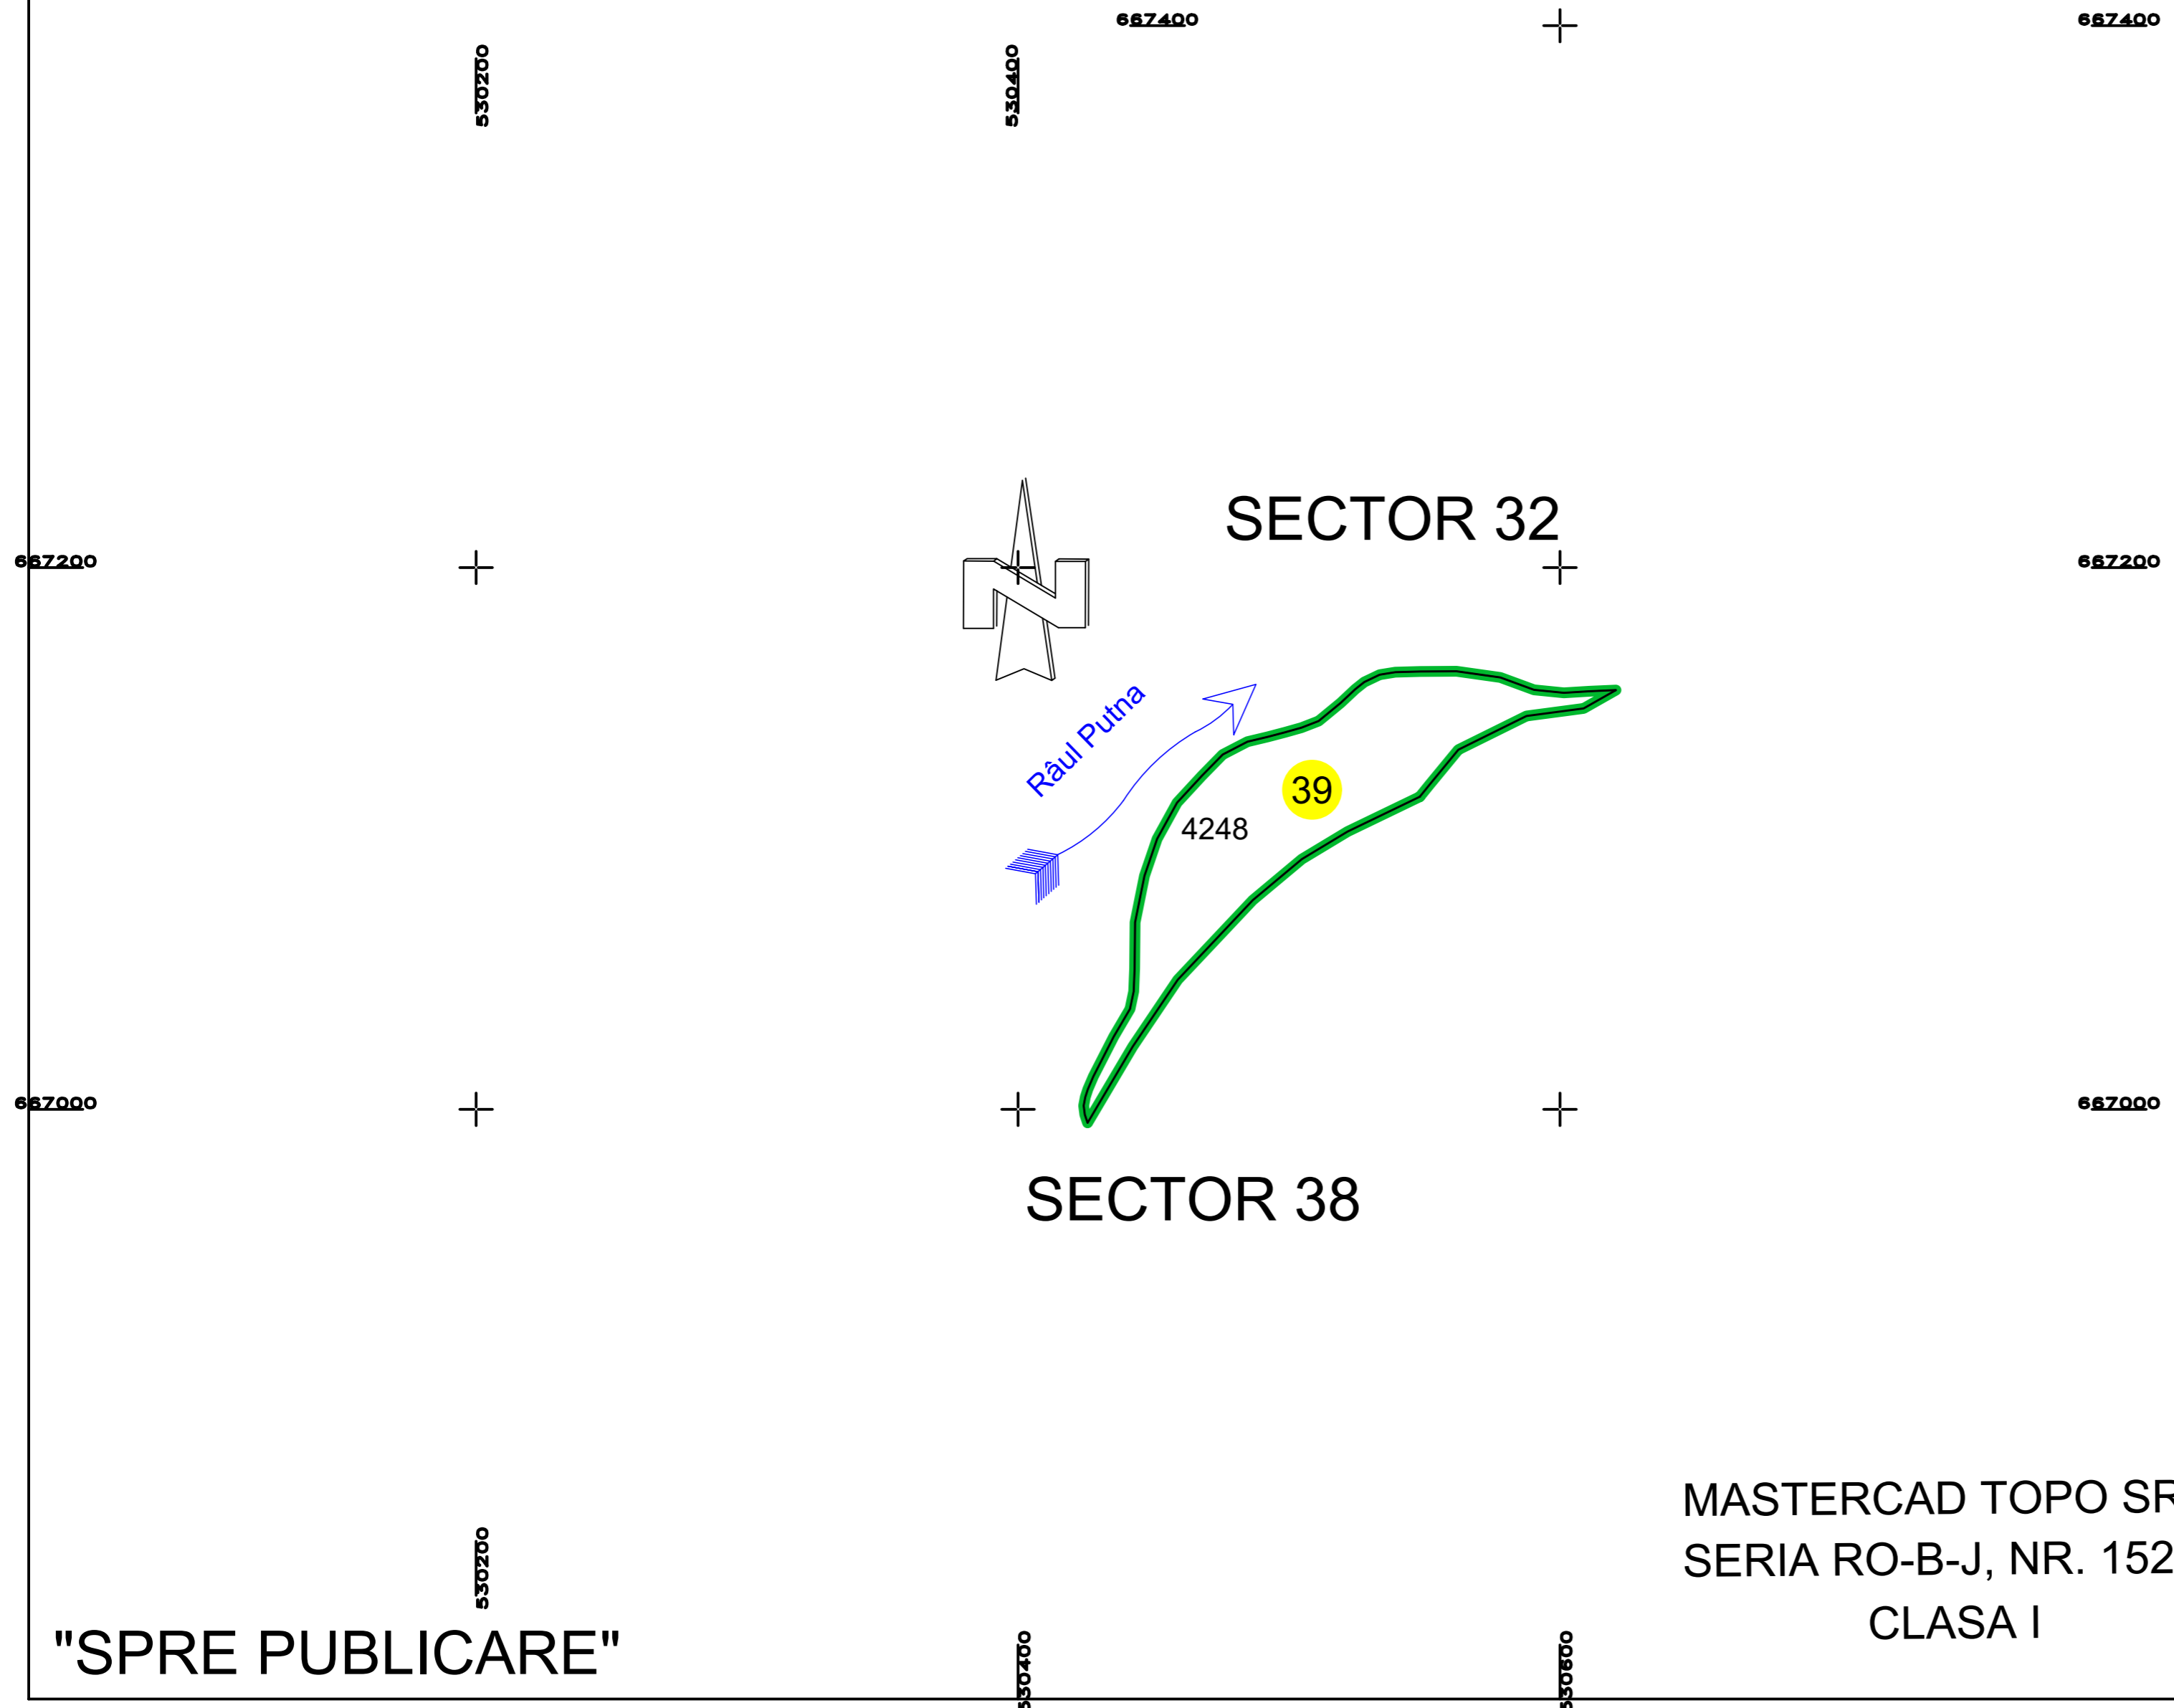 667400
667400
530200
530400
SECTOR 32
667200
667200
N
Râul Putna
39
4248
667000
667000
SECTOR 38
MASTERCAD TOPO
SERIA RO-B-J, NR. 152
CLASA I
530200
"SPRE PUBLICARE"
530400
530600